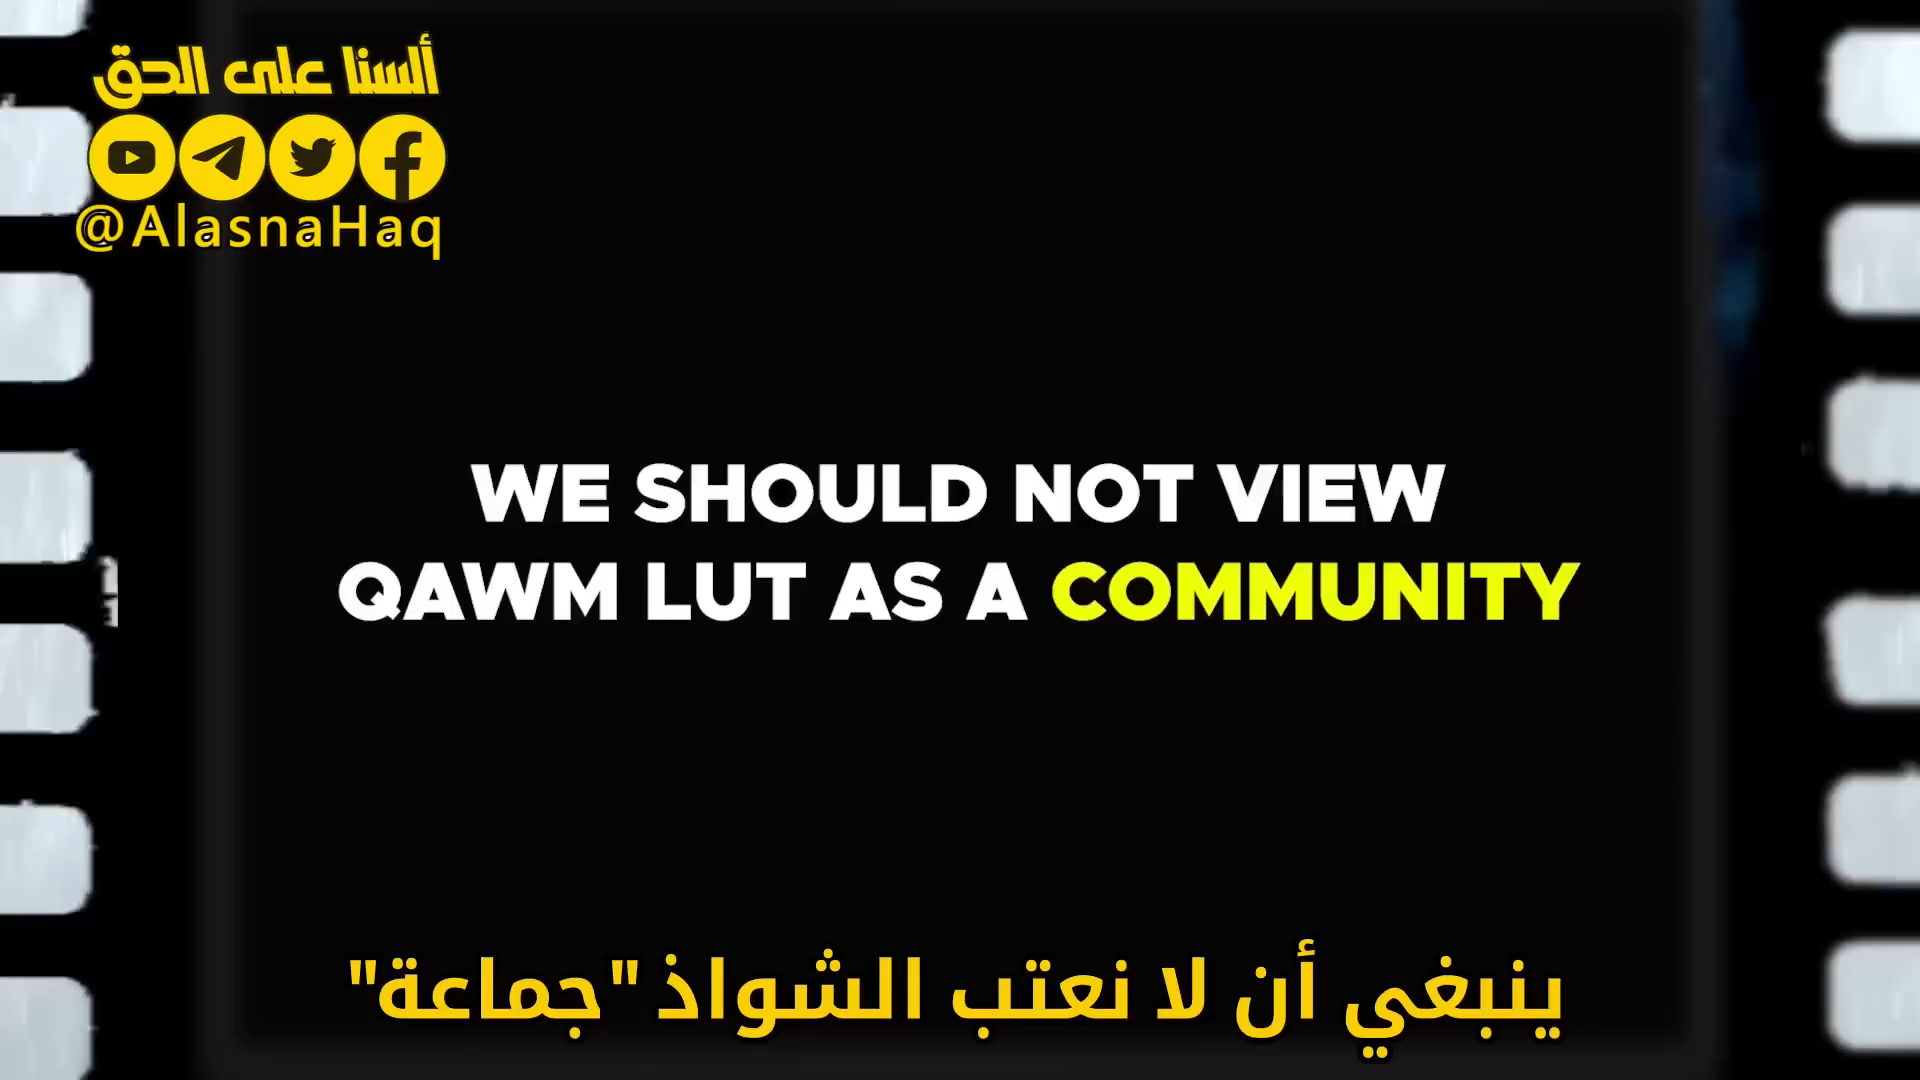 ألسنا على الحق
@AlasnaHaq
WE SHOULD NOT VIEW
QAWM LUT AS A COMMUNITY
ينبغي أن لا نعتب الشواذ "جماعة"